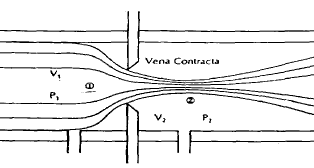 Vena Contracta
V1
①
P1
②
V2 P2